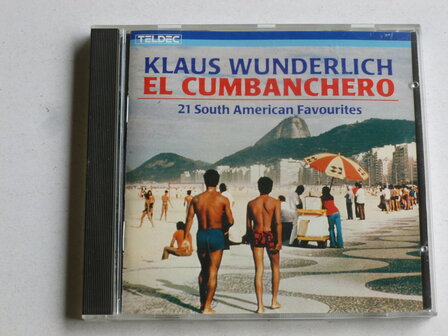 TELDEC
KLAUS WUNDERLICH
EL CUMBANCHERO
21 South American Favourites